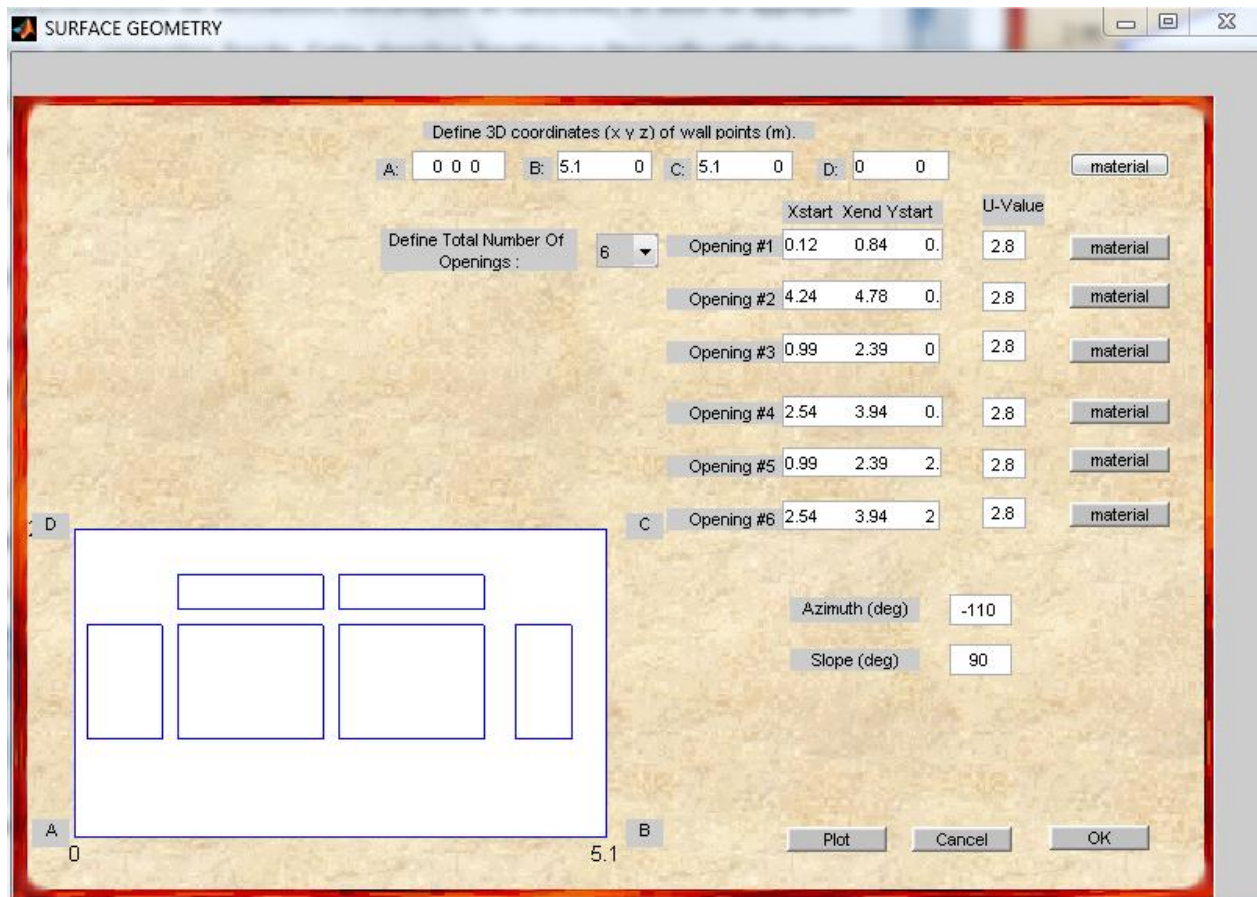 SURFACE GEOMETRY
Define 3D coordinates (x y z) of wall points (m).
A: 0 0 0 B: 5.1 0 C: 5.1 0 D: 0 0 material
Xstart Xend Ystart U-Value
Define Total Number Of
Openings :
6
Opening #1 0.12 0.84 0. 2.8 material
Opening #2 4.24 4.78 0. 2.8 material
Opening #3 0.99 2.39 0 2.8 material
Opening #4 2.54 3.94 0. 2.8 material
Opening #5 0.99 2.39 2. 2.8 material
Opening #6 2.54 3.94 2 2.8 material
D C
Azimuth (deg) -110
Slope (deg) 90
A B
0 5.1
Plot Cancel OK